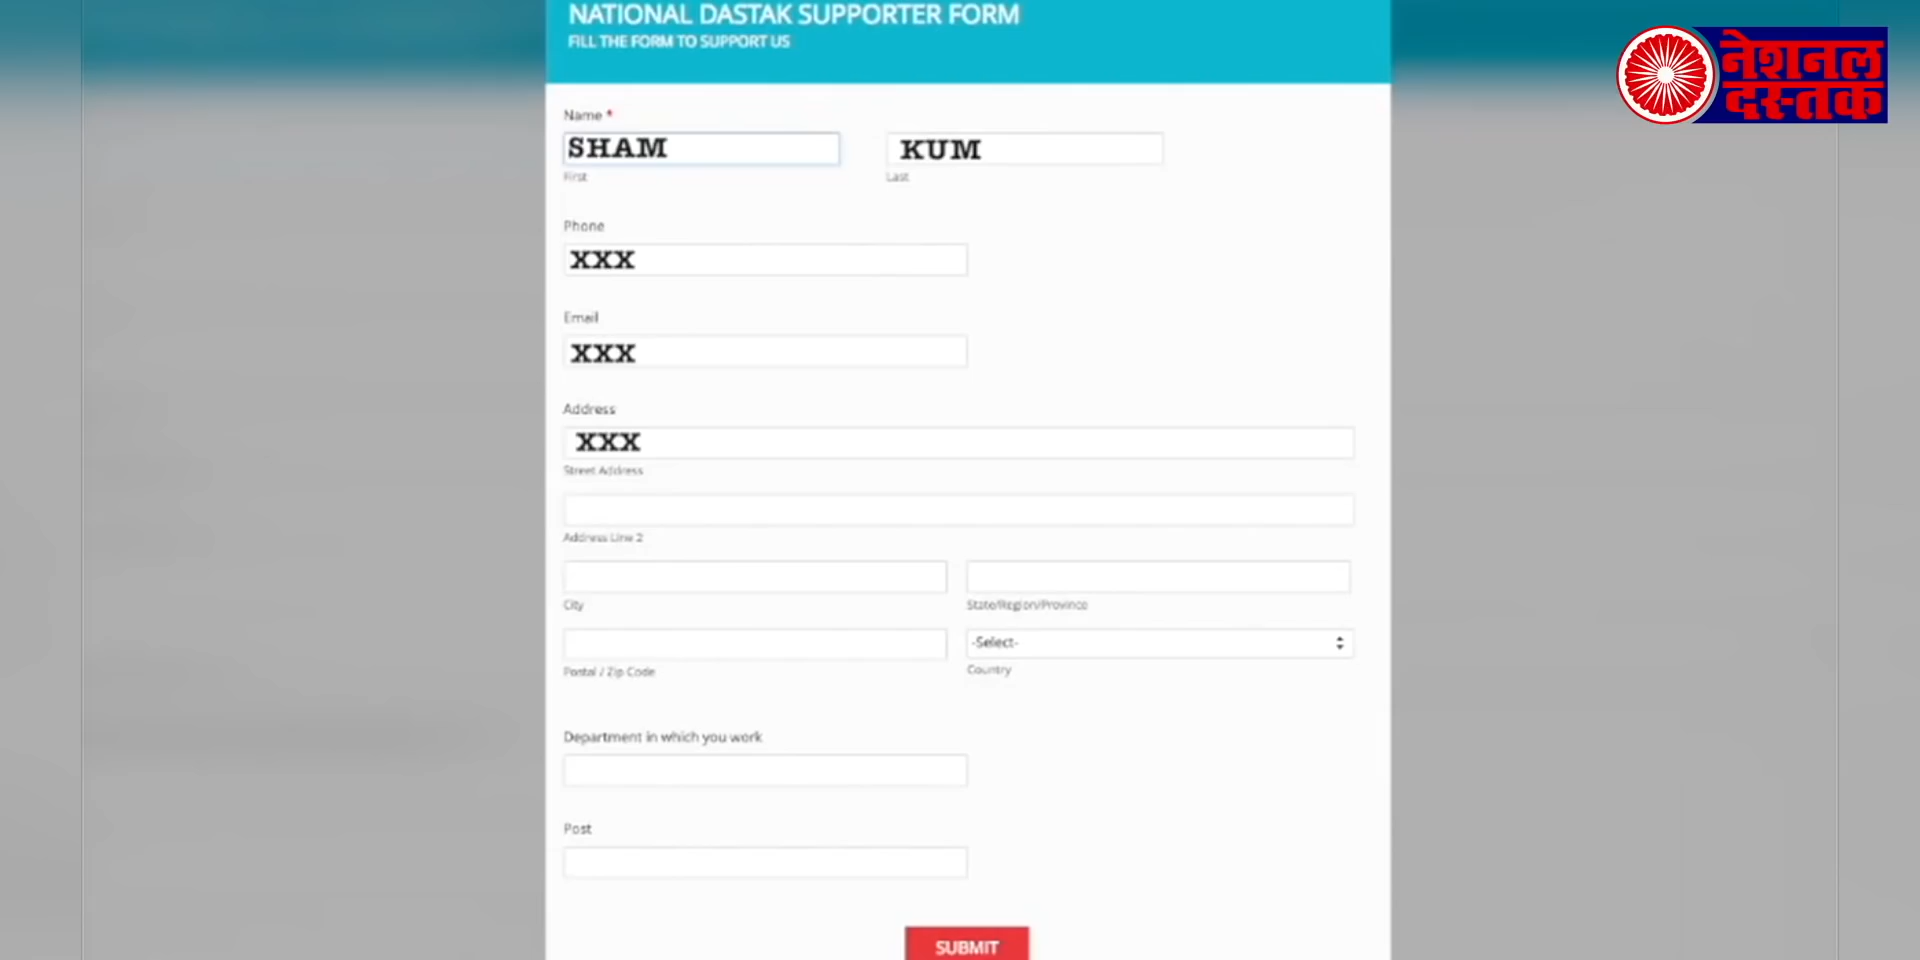 NATIONAL DASTAK SUPPORTER FORM
FILL THE FORM TO SUPPORT US
नेशनल
दस्तक
Name *
SHAM KUM
First Last
Phone
XXX
Email
XXX
Address
XXX
Street Address
Address Line 2
City State/Region/Province
-Select-
Postal / Zip Code Country
Department in which you work
Post
SUBMIT